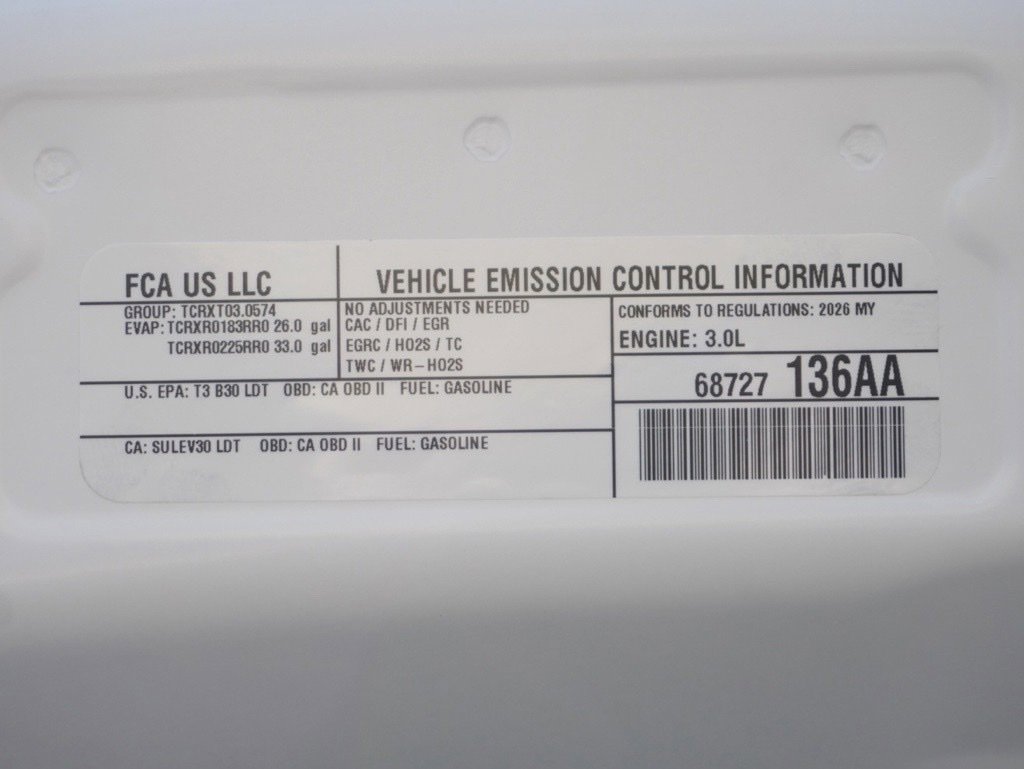 FCA US LLC
VEHICLE EMISSION CONTROL INFORMATION
GROUP: TCRXT03.0574
EVAP: TCRXR0183RR0 26.0 gal
TCRXR0225RR0 33.0 gal
NO ADJUSTMENTS NEEDED
CAC / DFI / EGR
EGRC / HO2S / TC
TWC / WR-HO2S
CONFORMS TO REGULATIONS: 2026 MY
ENGINE: 3.0L
68727 136AA
U.S. EPA: T3 B30 LDT OBD: CA OBD II FUEL: GASOLINE
CA: SULEV30 LDT OBD: CA OBD II FUEL: GASOLINE